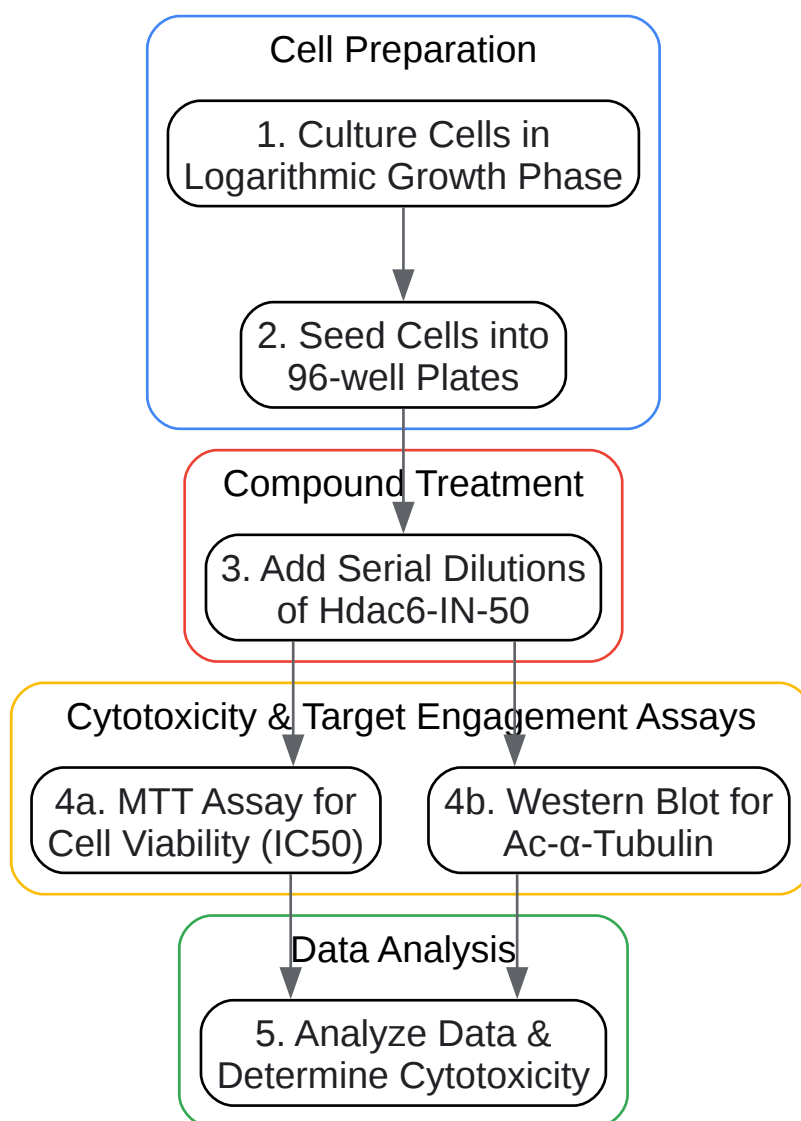 Cell Preparation
1. Culture Cells in
Logarithmic Growth Phase
2. Seed Cells into
96-well Plates
Compound Treatment
3. Add Serial Dilutions
of Hdac6-IN-50
Cytotoxicity & Target Engagement Assays
4a. MTT Assay for
Cell Viability (IC50)
4b. Western Blot for
Ac-α-Tubulin
Data Analysis
5. Analyze Data &
Determine Cytotoxicity